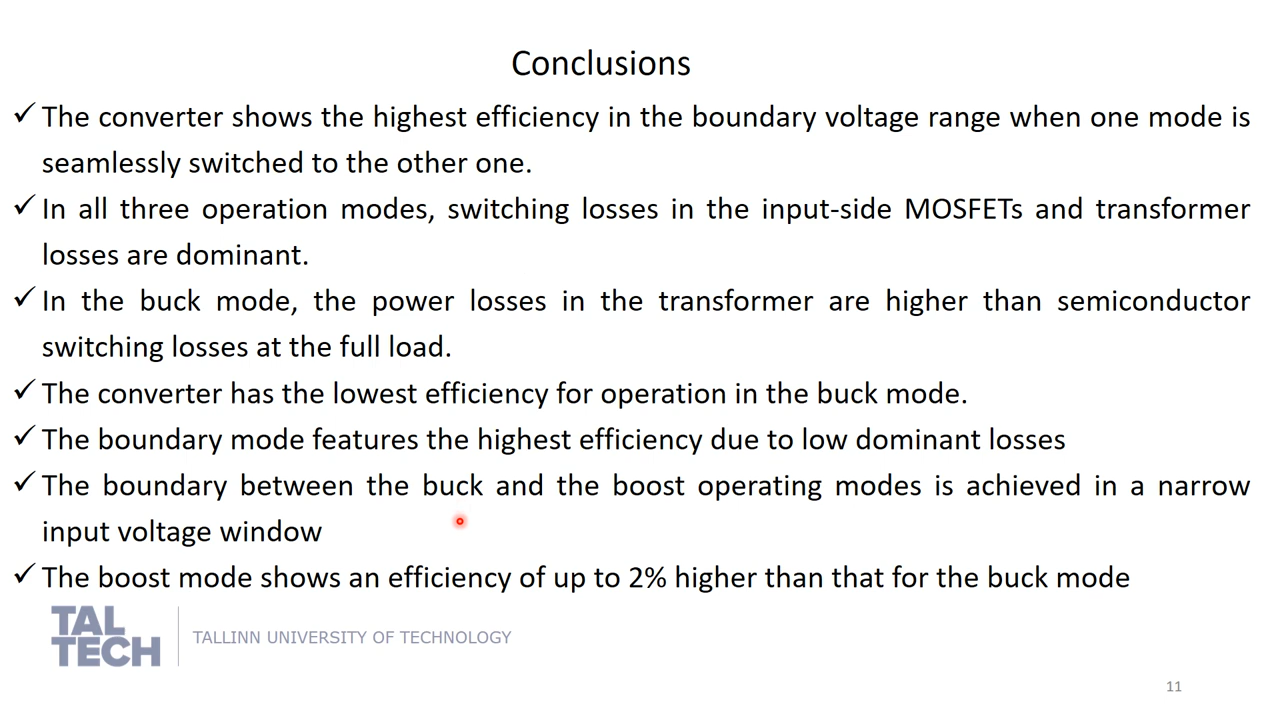 Conclusions
✓ The converter shows the highest efficiency in the boundary voltage range when one mode is
seamlessly switched to the other one.
✓ In all three operation modes, switching losses in the input-side MOSFETs and transformer
losses are dominant.
✓ In the buck mode, the power losses in the transformer are higher than semiconductor
switching losses at the full load.
✓ The converter has the lowest efficiency for operation in the buck mode.
✓ The boundary mode features the highest efficiency due to low dominant losses
✓ The boundary between the buck and the boost operating modes is achieved in a narrow
input voltage window
✓ The boost mode shows an efficiency of up to 2% higher than that for the buck mode
TAL
TECH
TALLINN UNIVERSITY OF TECHNOLOGY
11